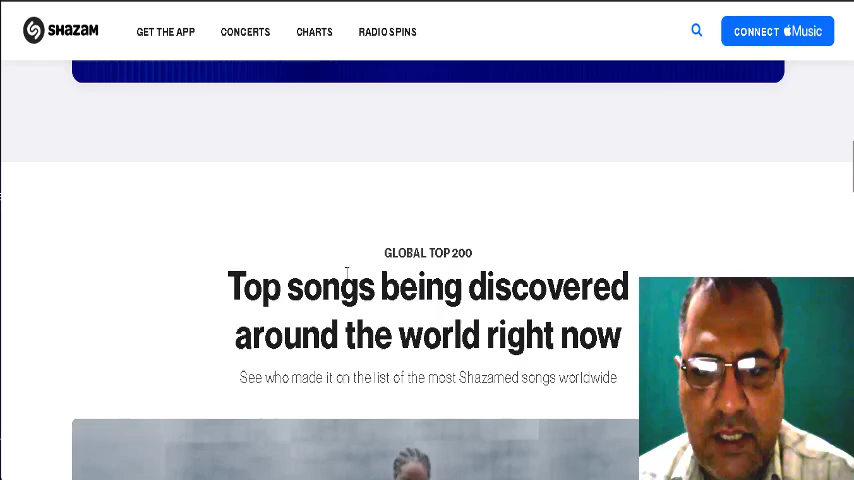 SHAZAM GET THE APP CONCERTS CHARTS RADIO SPINS CONNECT Music
GLOBAL TOP 200
Top songs being discovered
around the world right now
See who made it on the list of the most Shazamed songs worldwide